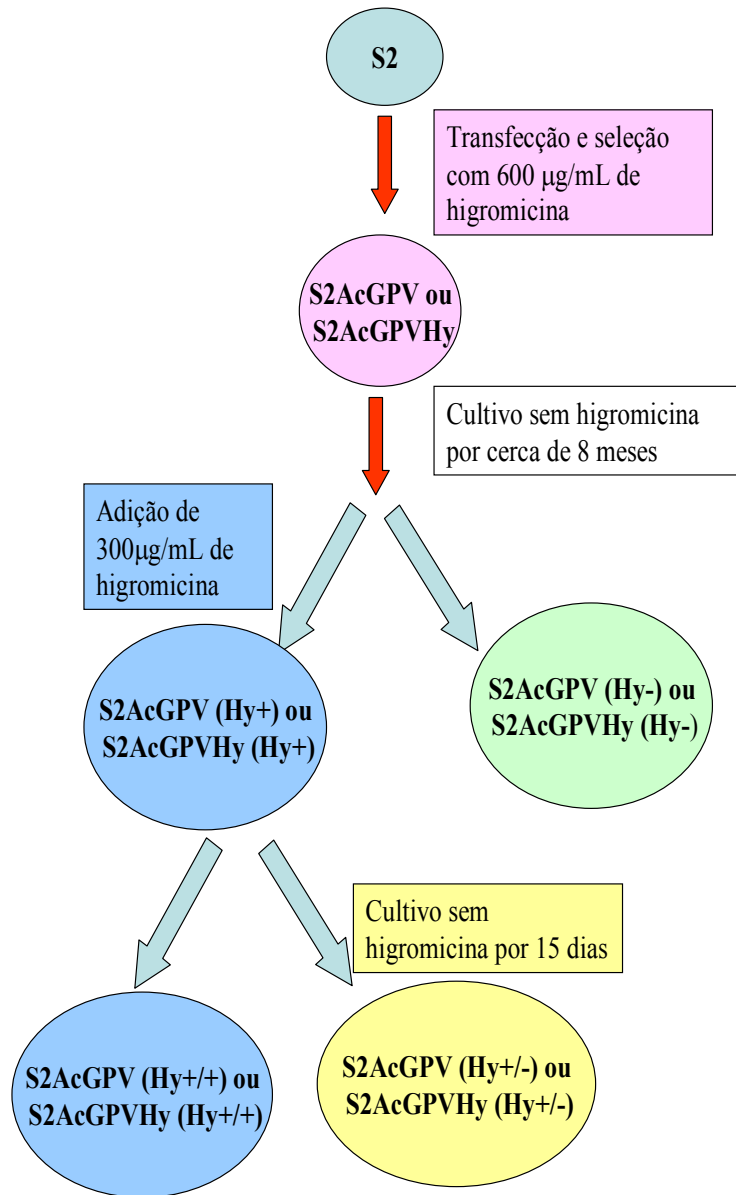 S2
Transfecção e seleção
com 600 μg/mL de
higromicina
S2AcGPV ou
S2AcGPVHy
Cultivo sem higromicina
por cerca de 8 meses
Adição de
300μg/mL de
higromicina
S2AcGPV (Hy+) ou
S2AcGPVHy (Hy+)
S2AcGPV (Hy-) ou
S2AcGPVHy (Hy-)
Cultivo sem
higromicina por 15 dias
S2AcGPV (Hy+/+) ou
S2AcGPVHy (Hy+/+)
S2AcGPV (Hy+/-) ou
S2AcGPVHy (Hy+/-)